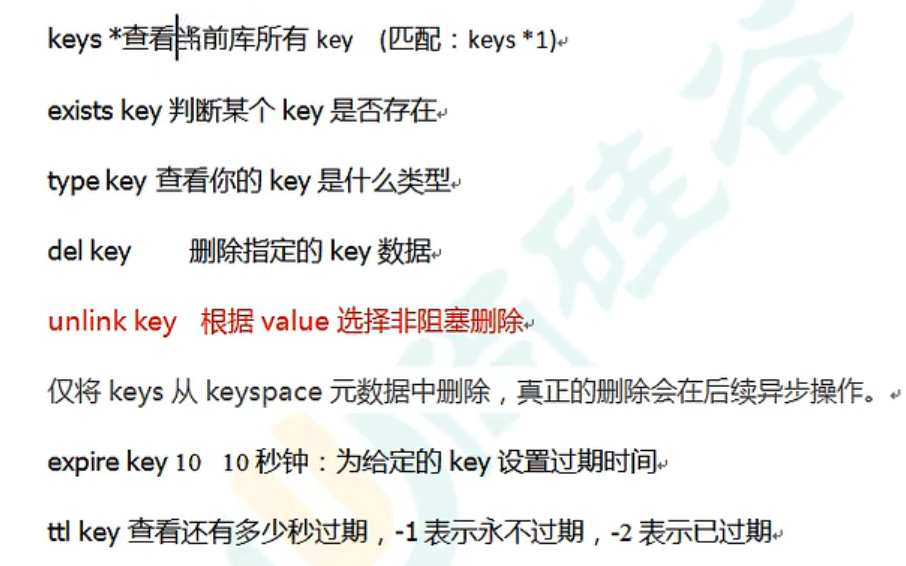 keys *查看当前库所有 key (匹配：keys *1)
exists key 判断某个 key 是否存在
type key 查看你的 key 是什么类型
del key 删除指定的 key 数据
unlink key 根据 value 选择非阻塞删除
仅将 keys 从 keyspace 元数据中删除，真正的删除会在后续异步操作。
expire key 10 10 秒钟：为给定的 key 设置过期时间
ttl key 查看还有多少秒过期，-1 表示永不过期，-2 表示已过期
尚硅谷